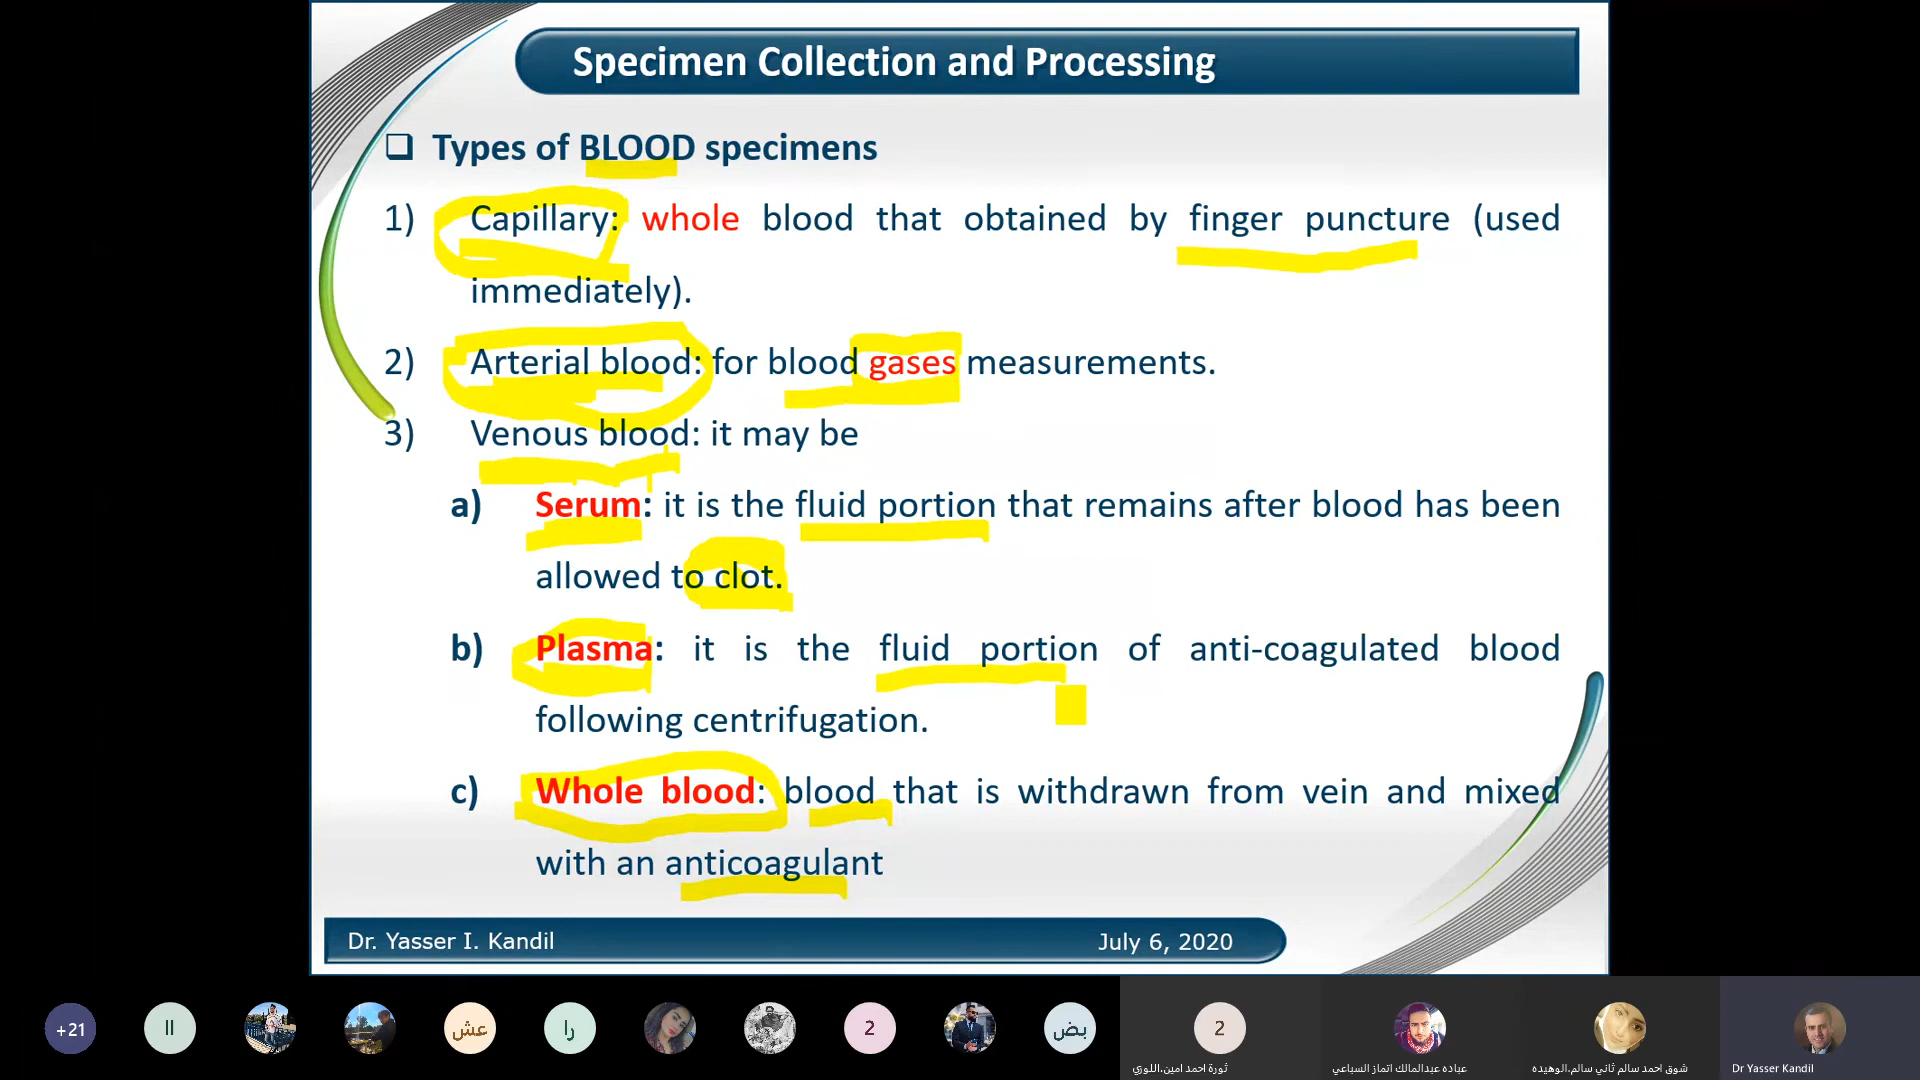 Specimen Collection and Processing
❑ Types of BLOOD specimens
1) Capillary: whole blood that obtained by finger puncture (used
immediately).
2) Arterial blood: for blood gases measurements.
3) Venous blood: it may be
a) Serum: it is the fluid portion that remains after blood has been
allowed to clot.
b) Plasma: it is the fluid portion of anti-coagulated blood
following centrifugation.
c) Whole blood: blood that is withdrawn from vein and mixed
with an anticoagulant
Dr. Yasser I. Kandil July 6, 2020
+21 اا عش را 2 بض 2
ثورة احمد امين.اللوزي عباده عبدالمالك اتماز السباعي شوق احمد سالم ثاني سالم.الوهيده Dr Yasser Kandil